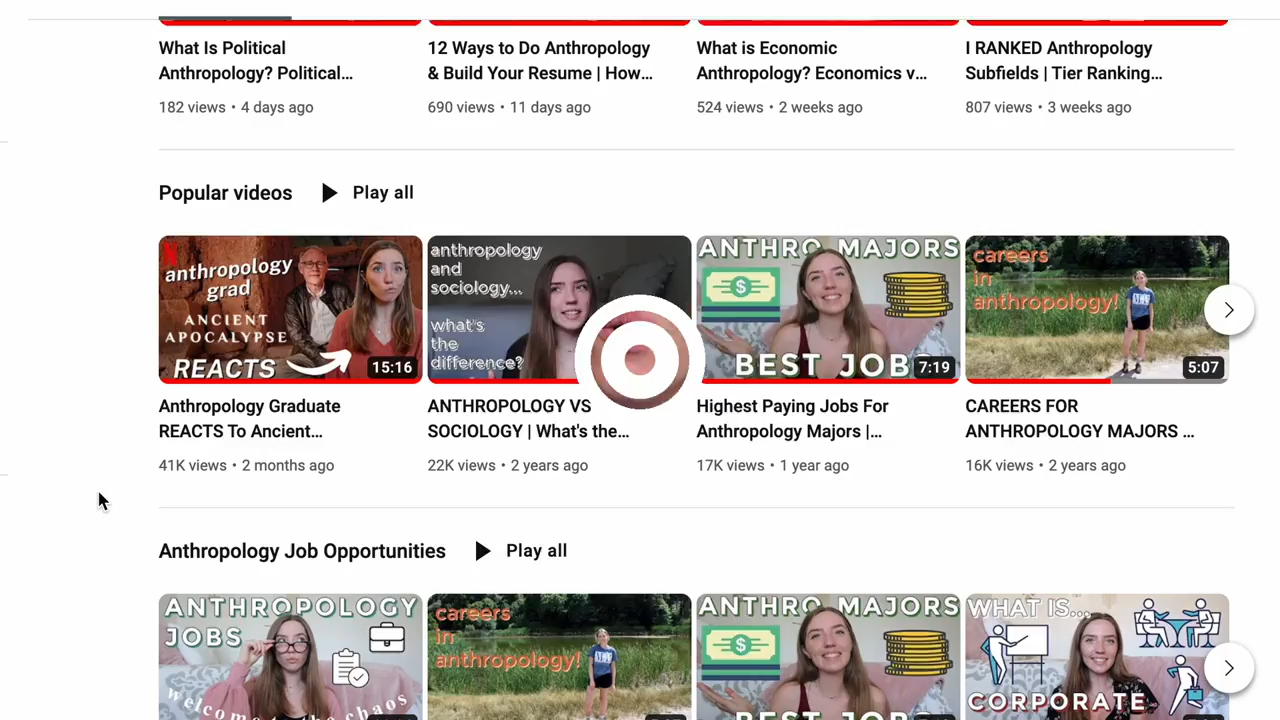 What Is Political
Anthropology? Political...
182 views • 4 days ago
12 Ways to Do Anthropology
& Build Your Resume | How...
690 views • 11 days ago
What is Economic
Anthropology? Economics v...
524 views • 2 weeks ago
I RANKED Anthropology
Subfields | Tier Ranking...
807 views • 3 weeks ago
Popular videos
Play all
N
anthropology
grad
ANCIENT
APOCALYPSE
REACTS
15:16
anthropology
and
sociology...
what's
the
difference?
ANTHRO MAJORS
$
BEST JOB
7:19
careers
in
anthropology!
5:07
Anthropology Graduate
REACTS To Ancient...
41K views • 2 months ago
ANTHROPOLOGY VS
SOCIOLOGY | What's the...
22K views • 2 years ago
Highest Paying Jobs For
Anthropology Majors |...
17K views • 1 year ago
CAREERS FOR
ANTHROPOLOGY MAJORS ...
16K views • 2 years ago
Anthropology Job Opportunities
Play all
ANTHROPOLOGY
JOBS
welcome to the chaos
careers
in
anthropology!
ANTHRO MAJORS
$
BEST JOB
WHAT IS...
CORPORATE